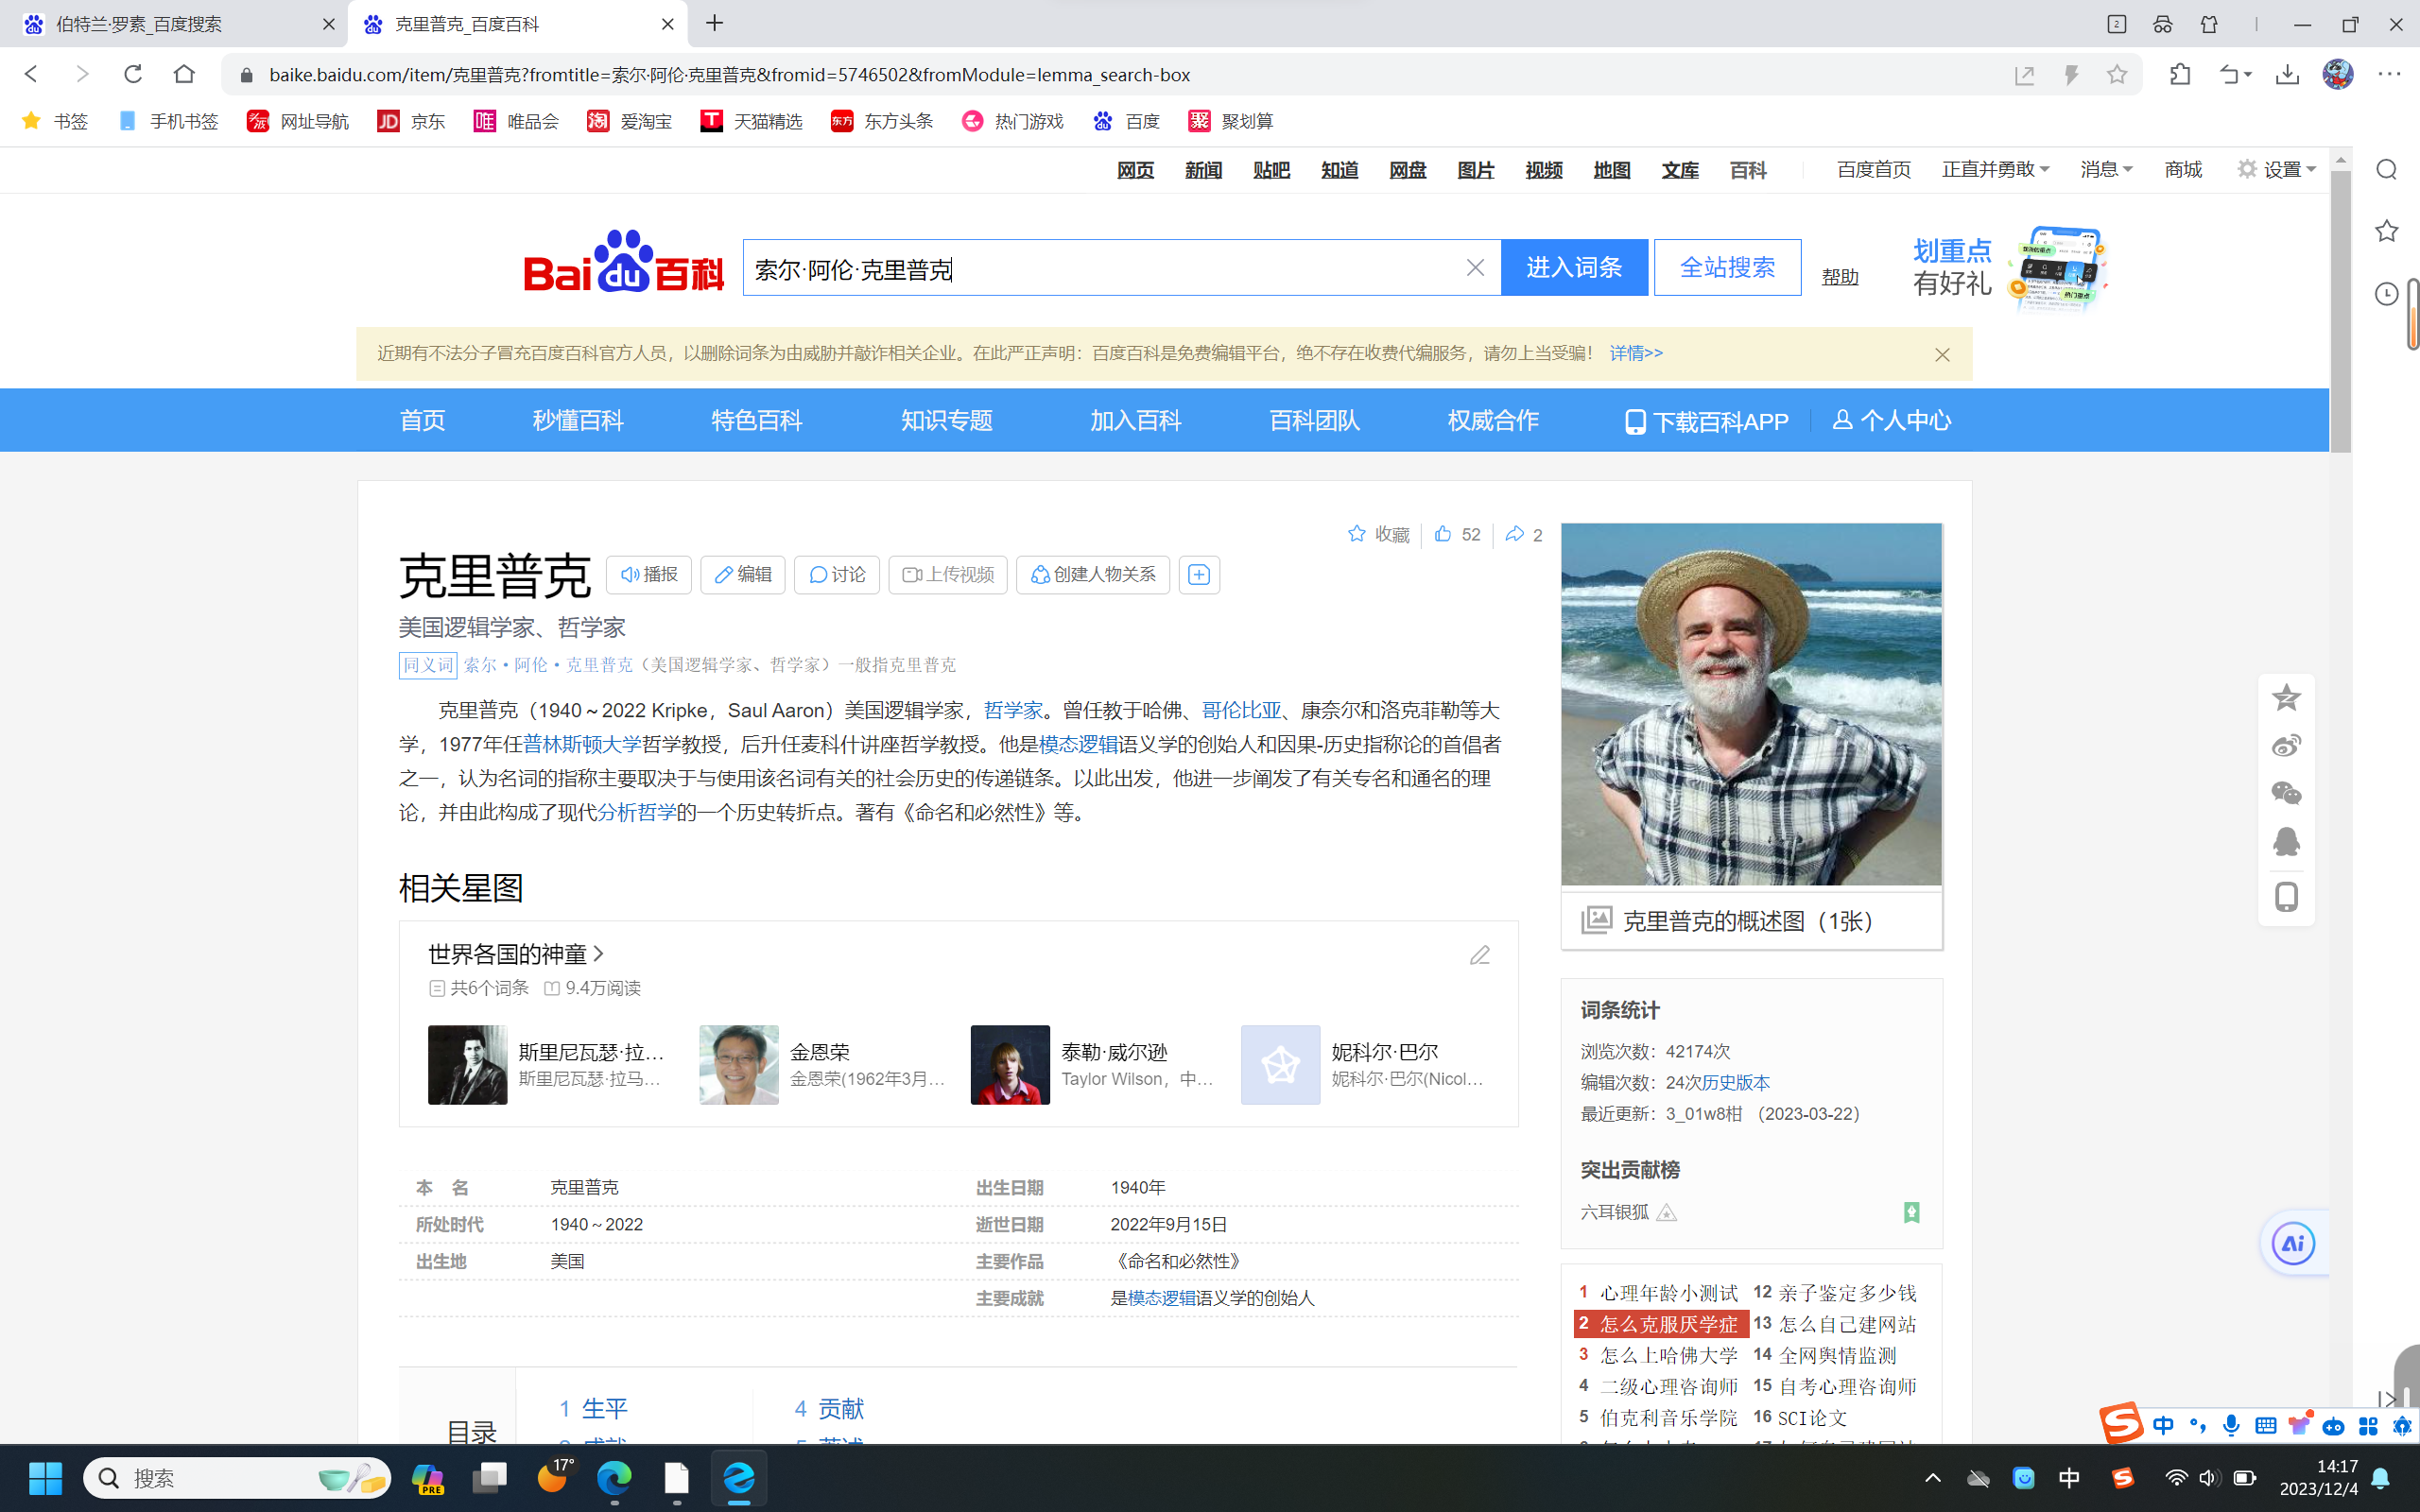 伯特兰·罗素_百度搜索
克里普克_百度百科
2
baike.baidu.com/item/克里普克?fromtitle=索尔·阿伦·克里普克&fromid=5746502&fromModule=lemma_search-box
书签 手机书签 网址导航 京东 唯品会 爱淘宝 天猫精选 东方头条 热门游戏 百度 聚划算
网页 新闻 贴吧 知道 网盘 图片 视频 地图 文库 百科 百度首页 正直并勇敢 消息 商城 设置
Bai du 百科
索尔·阿伦·克里普克
进入词条 全站搜索 帮助
划重点
有好礼
近期有不法分子冒充百度百科官方人员，以删除词条为由威胁并敲诈相关企业。在此严正声明：百度百科是免费编辑平台，绝不存在收费代编服务，请勿上当受骗！ 详情>>
首页 秒懂百科 特色百科 知识专题 加入百科 百科团队 权威合作 下载百科APP 个人中心
收藏 52 2
克里普克 播报 编辑 讨论 上传视频 创建人物关系
美国逻辑学家、哲学家
同义词 索尔·阿伦·克里普克（美国逻辑学家、哲学家）一般指克里普克
克里普克（1940～2022 Kripke，Saul Aaron）美国逻辑学家，哲学家。曾任教于哈佛、哥伦比亚、康奈尔和洛克菲勒等大
学，1977年任普林斯顿大学哲学教授，后升任麦科什讲座哲学教授。他是模态逻辑语义学的创始人和因果-历史指称论的首倡者
之一，认为名词的指称主要取决于与使用该名词有关的社会历史的传递链条。以此出发，他进一步阐发了有关专名和通名的理
论，并由此构成了现代分析哲学的一个历史转折点。著有《命名和必然性》等。
克里普克的概述图（1张）
相关星图
世界各国的神童
共6个词条 9.4万阅读
斯里尼瓦瑟·拉...
斯里尼瓦瑟·拉马...
金恩荣
金恩荣(1962年3月...
泰勒·威尔逊
Taylor Wilson，中...
妮科尔·巴尔
妮科尔·巴尔(Nicol...
本 名 克里普克 出生日期 1940年
所处时代 1940～2022 逝世日期 2022年9月15日
出生地 美国 主要作品 《命名和必然性》
主要成就 是模态逻辑语义学的创始人
目录
1 生平 4 贡献
词条统计
浏览次数：42174次
编辑次数：24次历史版本
最近更新：3_01w8柑 （2023-03-22）
突出贡献榜
六耳银狐
1 心理年龄小测试 12 亲子鉴定多少钱
2 怎么克服厌学症 13 怎么自己建网站
3 怎么上哈佛大学 14 全网舆情监测
4 二级心理咨询师 15 自考心理咨询师
5 伯克利音乐学院 16 SCI论文
Ai
中
搜索
PRE
17°
中
14:17
2023/12/4